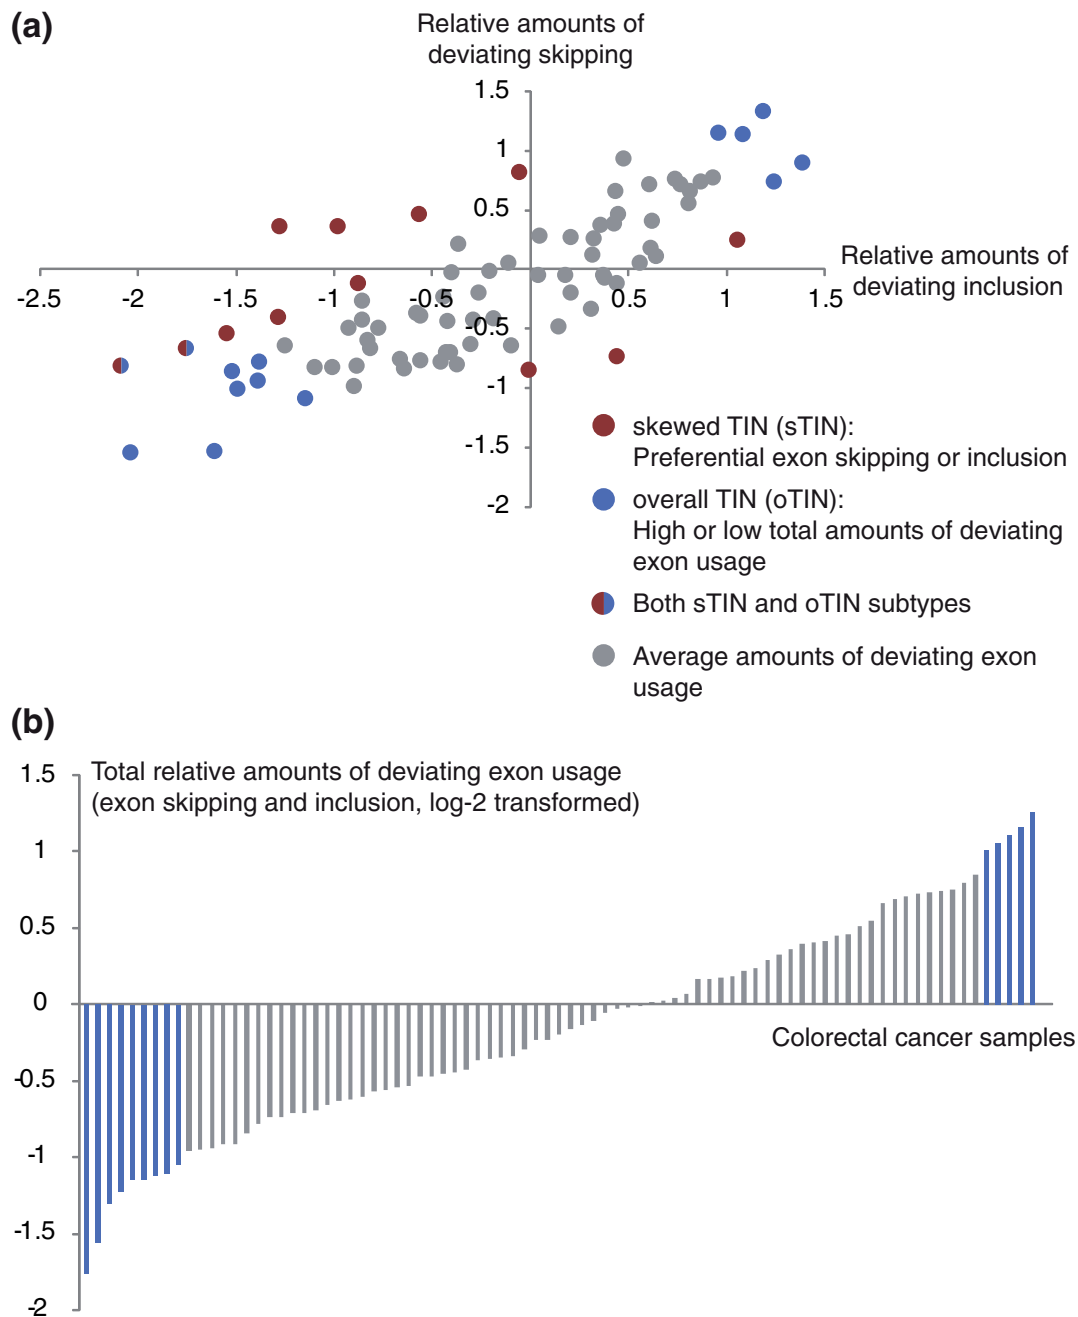 (a)
Relative amounts of
deviating skipping
1.5
1
0.5
Relative amounts of
deviating inclusion
-2.5 -2 -1.5 -1 -0.5 0.5 1 1.5
-0.5
-1
-1.5
-2
skewed TIN (sTIN):
Preferential exon skipping or inclusion
overall TIN (oTIN):
High or low total amounts of deviating
exon usage
Both sTIN and oTIN subtypes
Average amounts of deviating exon
usage
(b)
1.5
Total relative amounts of deviating exon usage
(exon skipping and inclusion, log-2 transformed)
1
0.5
0
Colorectal cancer samples
-0.5
-1
-1.5
-2